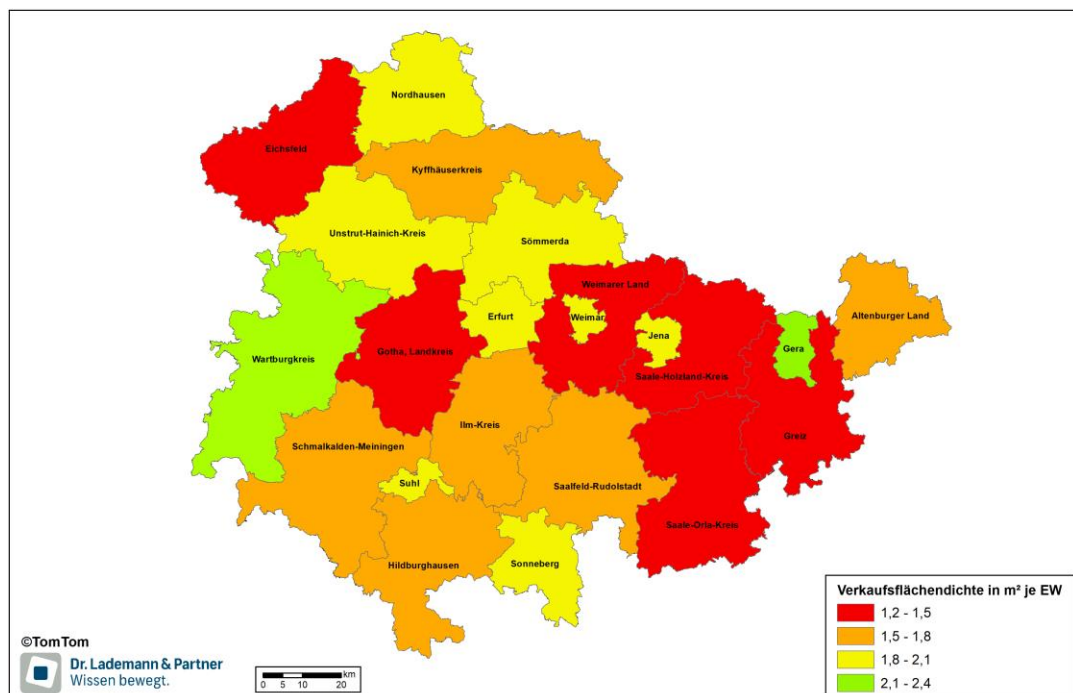 Nordhausen
Eichsfeld
Kyffhäuserkreis
Unstrut-Hainich-Kreis
Sömmerda
Weimarer Land
Erfurt
Weimar
Jena
Gera
Altenburger Land
Wartburgkreis
Gotha, Landkreis
Saale-Holzland-Kreis
Ilm-Kreis
Greiz
Schmalkalden-Meiningen
Suhl
Saalfeld-Rudolstadt
Saale-Orla-Kreis
Hildburghausen
Sonneberg
Verkaufsflächendichte in m² je EW
1,2 - 1,5
1,5 - 1,8
1,8 - 2,1
2,1 - 2,4
©TomTom
Dr. Lademann & Partner
Wissen bewegt.
km
0 5 10 20